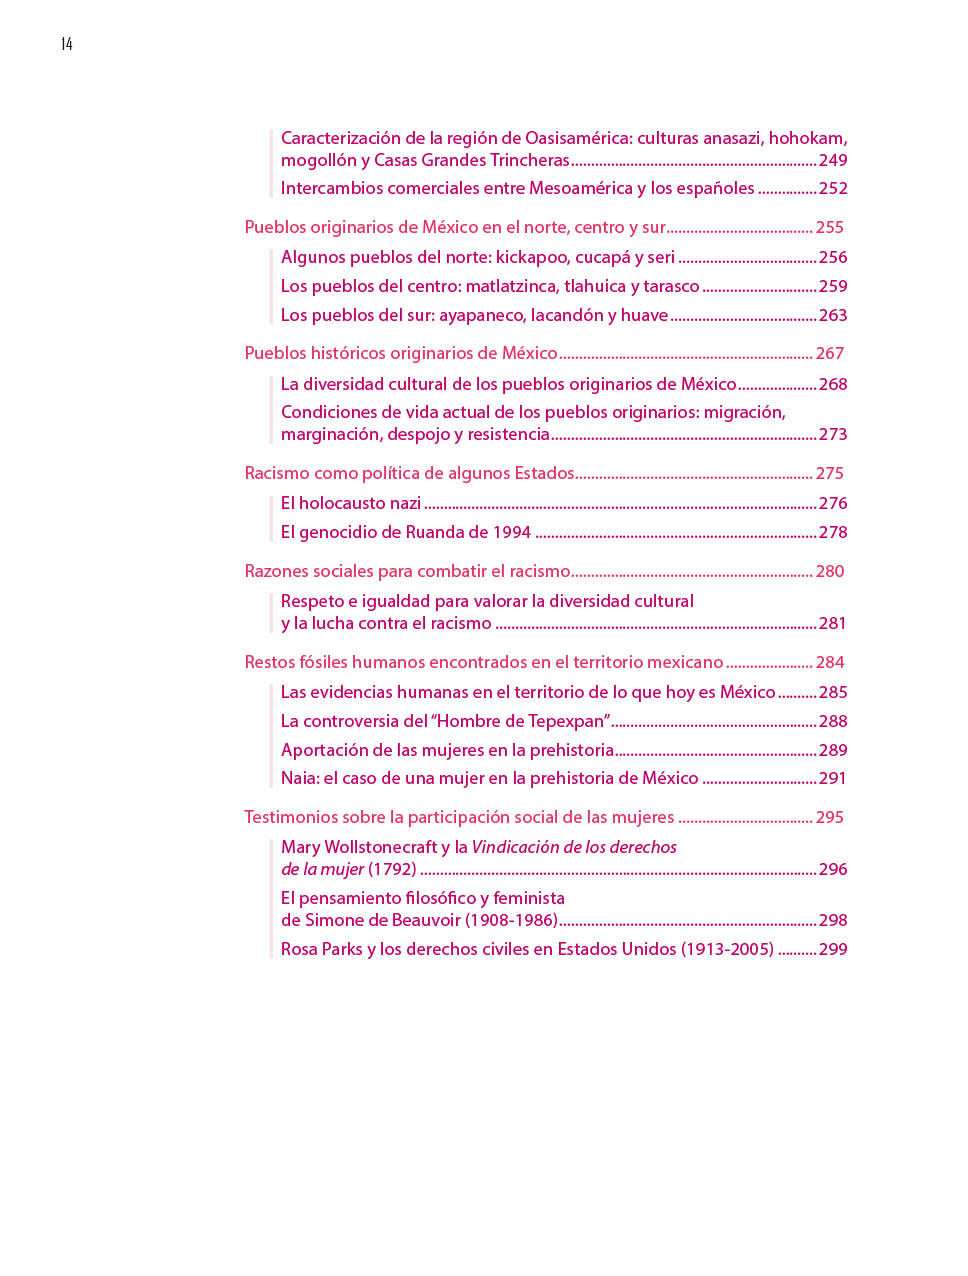 14
Caracterización de la región de Oasisamérica: culturas anasazi, hohokam,
mogollón y Casas Grandes Trincheras..............................................................249
Intercambios comerciales entre Mesoamérica y los españoles...............252
Pueblos originarios de México en el norte, centro y sur..................................... 255
Algunos pueblos del norte: kickapoo, cucapá y seri...................................256
Los pueblos del centro: matlatzinca, tlahuica y tarasco.............................259
Los pueblos del sur: ayapaneco, lacandón y huave.....................................263
Pueblos históricos originarios de México................................................................ 267
La diversidad cultural de los pueblos originarios de México....................268
Condiciones de vida actual de los pueblos originarios: migración,
marginación, despojo y resistencia...................................................................273
Racismo como política de algunos Estados............................................................ 275
El holocausto nazi...................................................................................................276
El genocidio de Ruanda de 1994.......................................................................278
Razones sociales para combatir el racismo............................................................. 280
Respeto e igualdad para valorar la diversidad cultural
y la lucha contra el racismo.................................................................................281
Restos fósiles humanos encontrados en el territorio mexicano...................... 284
Las evidencias humanas en el territorio de lo que hoy es México..........285
La controversia del “Hombre de Tepexpan”....................................................288
Aportación de las mujeres en la prehistoria...................................................289
Naia: el caso de una mujer en la prehistoria de México.............................291
Testimonios sobre la participación social de las mujeres.................................. 295
Mary Wollstonecraft y la Vindicación de los derechos
de la mujer (1792)....................................................................................................296
El pensamiento filosófico y feminista
de Simone de Beauvoir (1908-1986).................................................................298
Rosa Parks y los derechos civiles en Estados Unidos (1913-2005)..........299